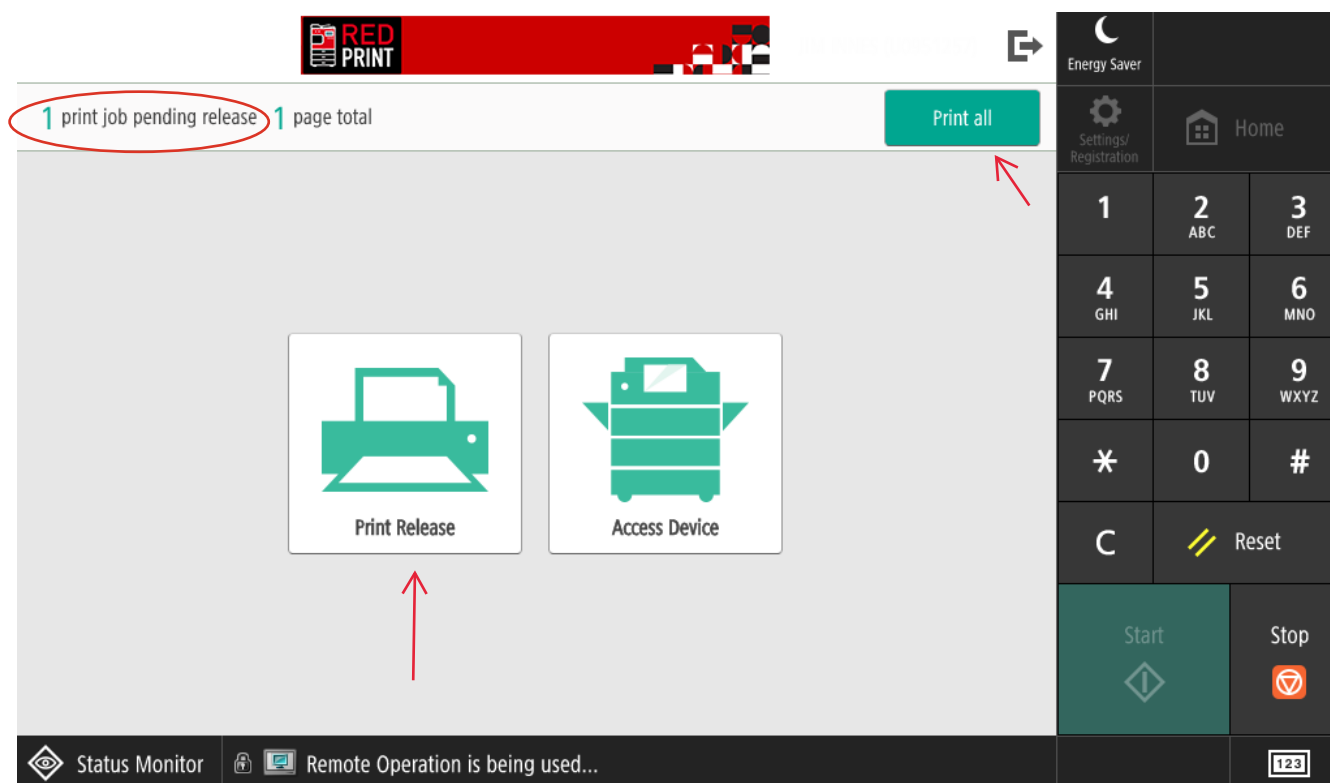 RED
PRINT
1 print job pending release 1 page total
Print all
Print Release
Access Device
Energy Saver
Settings/
Registration
Home
1
2
ABC
3
DEF
4
GHI
5
JKL
6
MNO
7
PQRS
8
TUV
9
WXYZ
*
0
#
C
Reset
Start
Stop
Status Monitor
Remote Operation is being used...
123